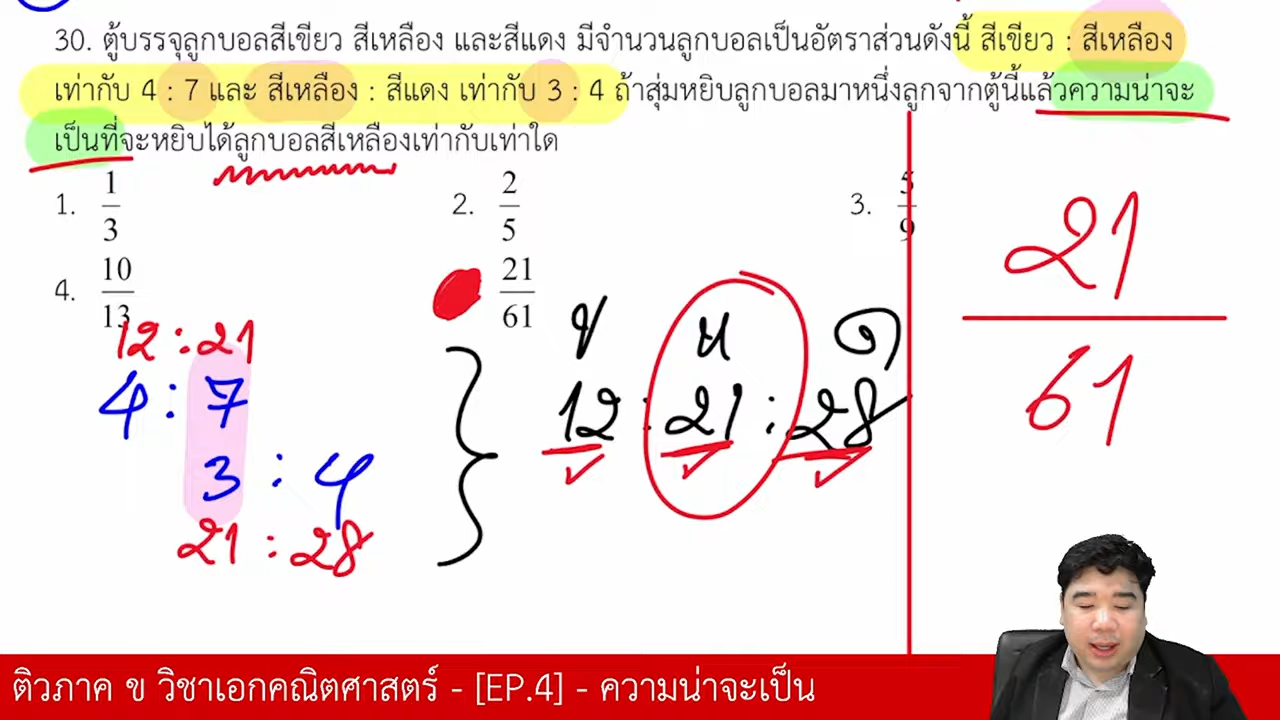 30. ตู้บรรจุลูกบอลสีเขียว สีเหลือง และสีแดง มีจำนวนลูกบอลเป็นอัตราส่วนดังนี้ สีเขียว : สีเหลือง
เท่ากับ 4 : 7 และ สีเหลือง : สีแดง เท่ากับ 3 : 4 ถ้าสุ่มหยิบลูกบอลมาหนึ่งลูกจากตู้นี้แล้วความน่าจะ
เป็นที่จะหยิบได้ลูกบอลสีเหลืองเท่ากับเท่าใด
1. 1/3 2. 2/5 3. 5/9
4. 10/13 21/61
12 : 21
4 : 7
3 : 4
21 : 28
ข ห ด
12 : 21 : 28
21
61
ติวภาค ข วิชาเอกคณิตศาสตร์ - [EP.4] - ความน่าจะเป็น